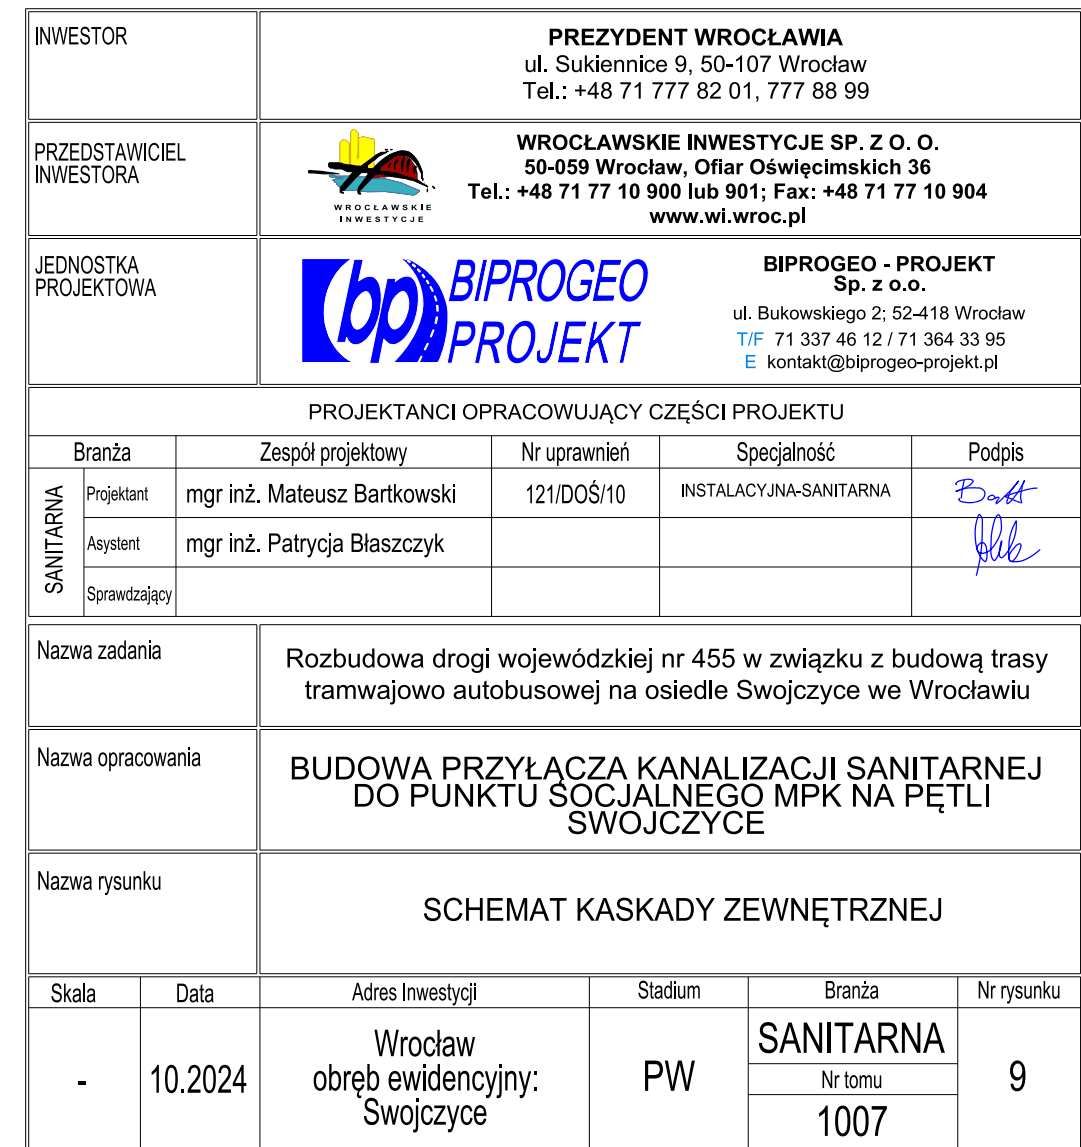 INWESTOR
PREZYDENT WROCŁAWIA
ul. Sukiennice 9, 50-107 Wrocław
Tel.: +48 71 777 82 01, 777 88 99
PRZEDSTAWICIEL
INWESTORA
WROCŁAWSKIE
INWESTYCJE
WROCŁAWSKIE INWESTYCJE SP. Z O. O.
50-059 Wrocław, Ofiar Oświęcimskich 36
Tel.: +48 71 77 10 900 lub 901; Fax: +48 71 77 10 904
www.wi.wroc.pl
JEDNOSTKA
PROJEKTOWA
bp BIPROGEO
PROJEKT
BIPROGEO - PROJEKT
Sp. z o.o.
ul. Bukowskiego 2; 52-418 Wrocław
T/F 71 337 46 12 / 71 364 33 95
E kontakt@biprogeo-projekt.pl
PROJEKTANCI OPRACOWUJĄCY CZĘŚCI PROJEKTU
Branża Zespół projektowy Nr uprawnień Specjalność Podpis
SANITARNA
Projektant mgr inż. Mateusz Bartkowski 121/DOŚ/10 INSTALACYJNA-SANITARNA
Asystent mgr inż. Patrycja Błaszczyk
Sprawdzający
Nazwa zadania
Rozbudowa drogi wojewódzkiej nr 455 w związku z budową trasy
tramwajowo autobusowej na osiedle Swojczyce we Wrocławiu
Nazwa opracowania
BUDOWA PRZYŁĄCZA KANALIZACJI SANITARNEJ
DO PUNKTU SOCJALNEGO MPK NA PĘTLI
SWOJCZYCE
Nazwa rysunku
SCHEMAT KASKADY ZEWNĘTRZNEJ
Skala Data Adres Inwestycji Stadium Branża Nr rysunku
- 10.2024
Wrocław
obręb ewidencyjny:
Swojczyce
PW
SANITARNA
Nr tomu
1007
9